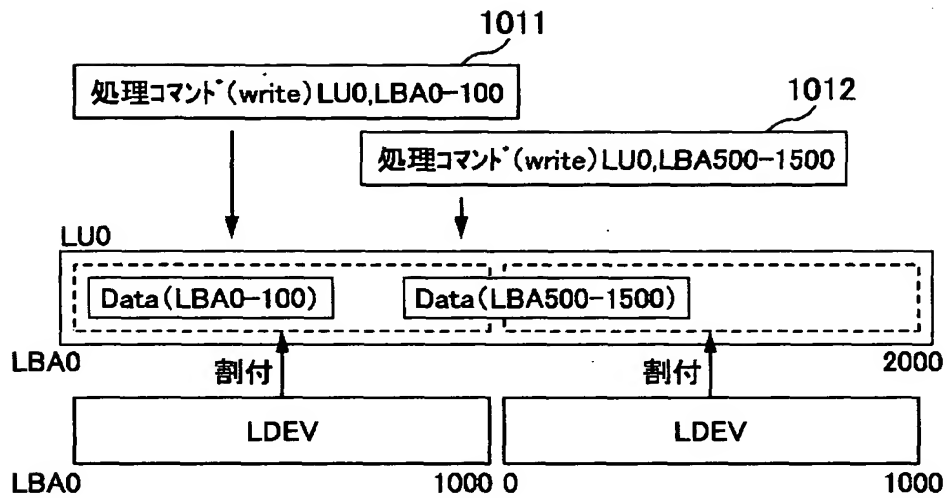 1011
処理コマンド(write)LU0,LBA0-100
1012
処理コマンド(write)LU0,LBA500-1500
LU0
Data(LBA0-100)
Data(LBA500-1500)
LBA0
割付
割付
2000
LDEV
LDEV
LBA0
1000
0
1000